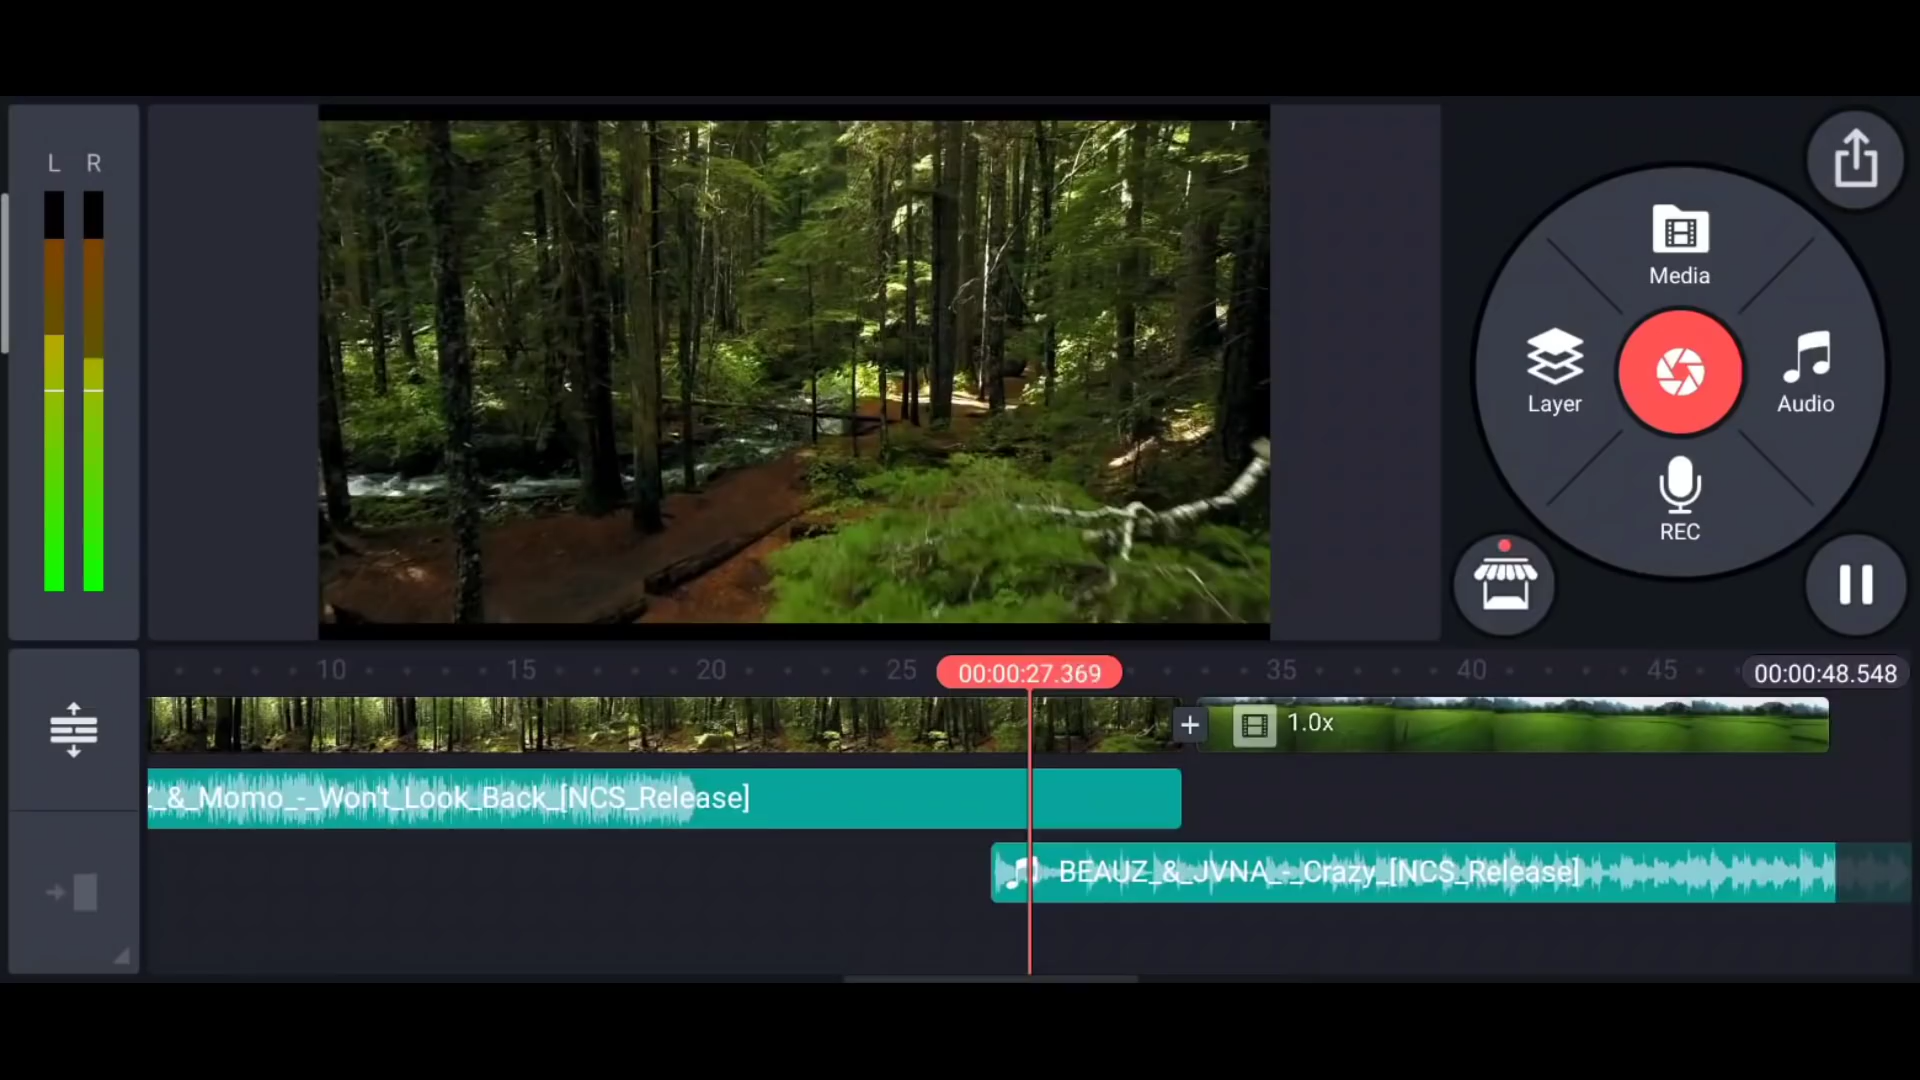 L R
Media
Layer
Audio
REC
10 15 20 25 00:00:27.369 35 40 45 00:00:48.548
+ 1.0x
_&_Momo_-_Won't_Look_Back_[NCS_Release]
BEAUZ_&_JVNA_-_Crazy_[NCS_Release]